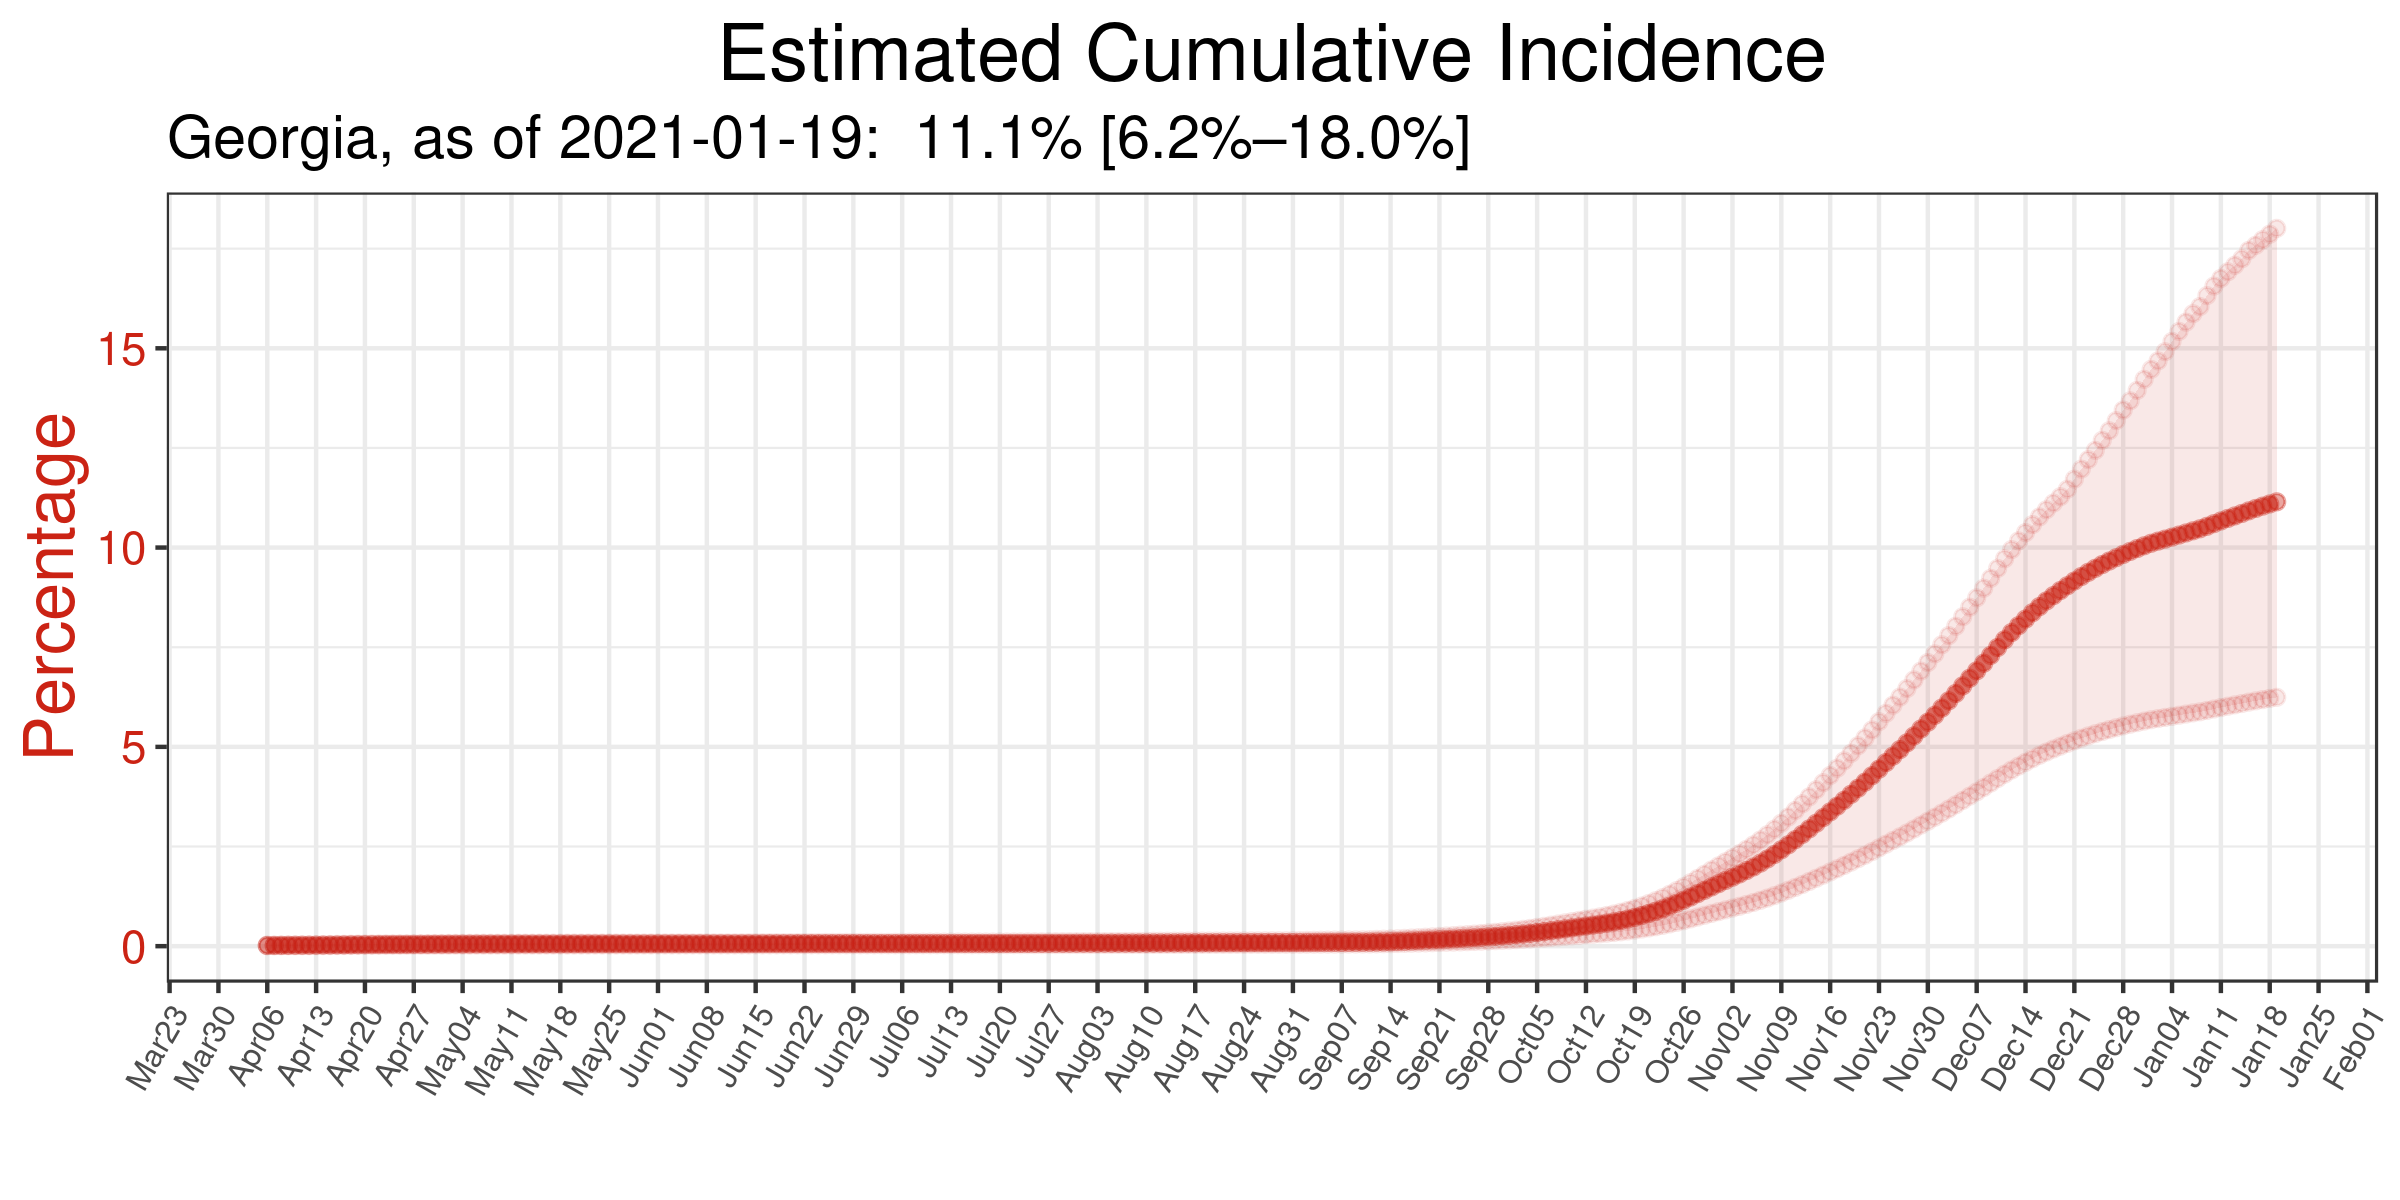 Estimated Cumulative Incidence
Georgia, as of 2021-01-19:  11.1% [6.2%–18.0%]
Percentage
15
10
5
0
Mar23
Mar30
Apr06
Apr13
Apr20
Apr27
May04
May11
May18
May25
Jun01
Jun08
Jun15
Jun22
Jun29
Jul06
Jul13
Jul20
Jul27
Aug03
Aug10
Aug17
Aug24
Aug31
Sep07
Sep14
Sep21
Sep28
Oct05
Oct12
Oct19
Oct26
Nov02
Nov09
Nov16
Nov23
Nov30
Dec07
Dec14
Dec21
Dec28
Jan04
Jan11
Jan18
Jan25
Feb01